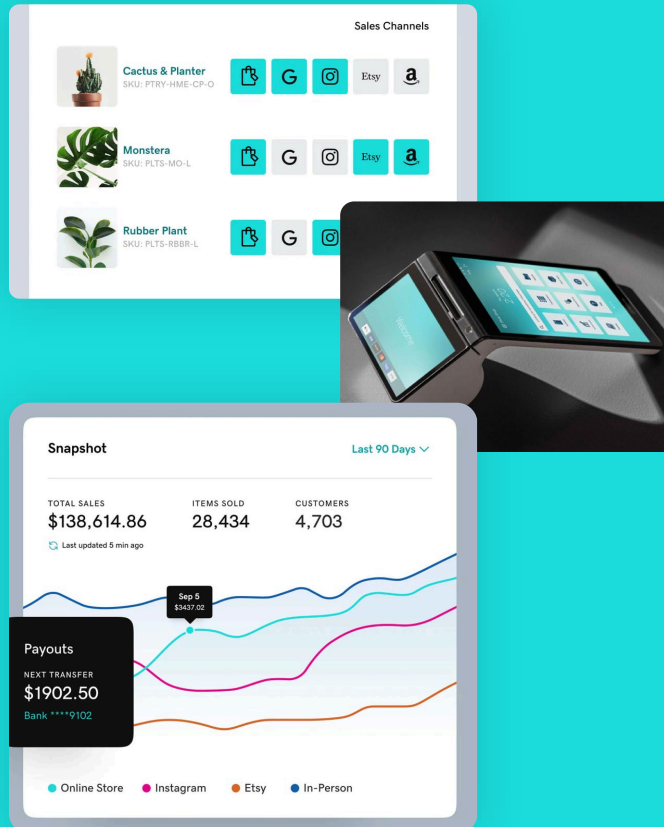 Sales Channels
Cactus & Planter
SKU: PTRY-HME-CP-O
G
Etsy
a
Monstera
SKU: PLTS-MO-L
G
Etsy
a
Rubber Plant
SKU: PLTS-RBBR-L
G
Welcome
Snapshot
Last 90 Days
TOTAL SALES
ITEMS SOLD
CUSTOMERS
$138,614.86
28,434
4,703
Last updated 5 min ago
Sep 5
$3437.02
Payouts
NEXT TRANSFER
$1902.50
Bank ****9102
Online Store
Instagram
Etsy
In-Person